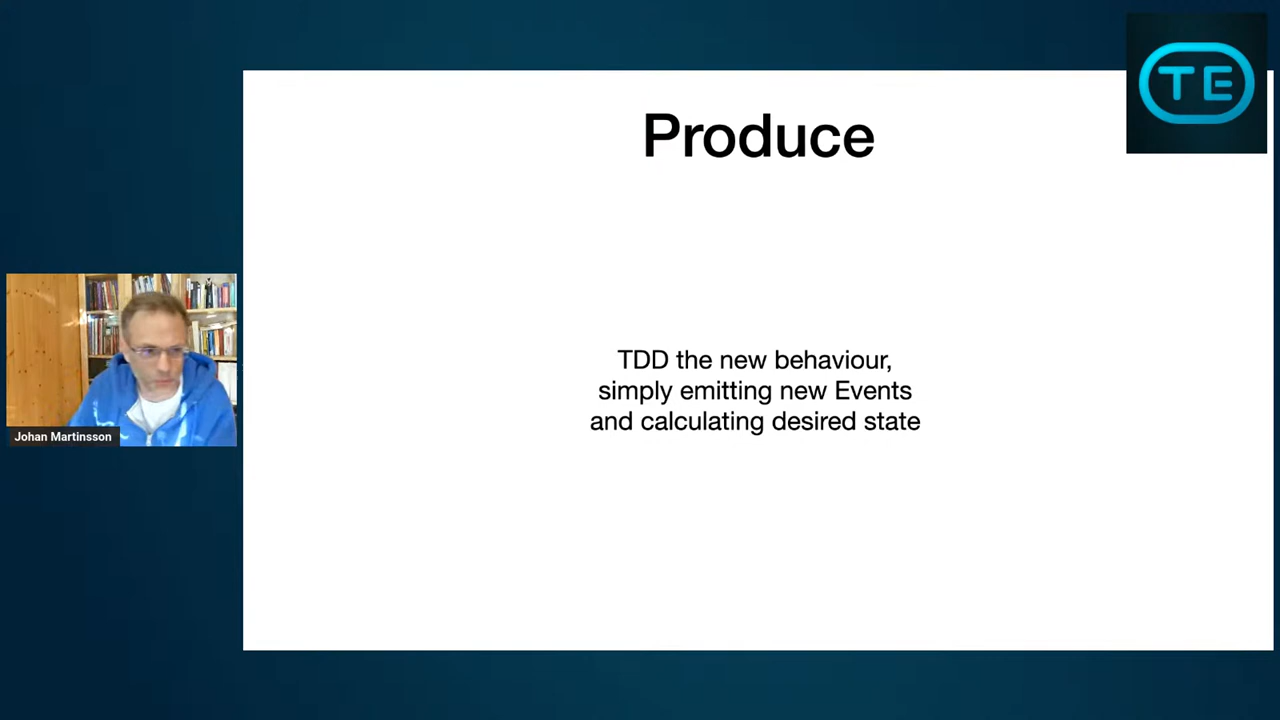 TE
Produce
TDD the new behaviour,
simply emitting new Events
and calculating desired state
Johan Martinsson